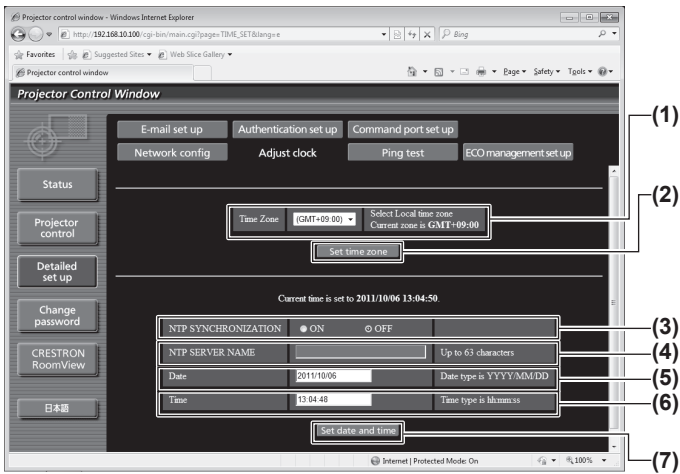 Projector control window - Windows Internet Explorer
http://192.168.10.100/cgi-bin/main.cgi?page=TIME_SET&lang=e
Bing
Favorites Suggested Sites Web Slice Gallery
Projector control window
Page Safety Tools
Projector Control Window
E-mail set up Authentication set up Command port set up
Network config Adjust clock Ping test ECO management set up
Status
Projector control
Detailed set up
Change password
CRESTRON RoomView
日本語
Time Zone (GMT+09:00) Select Local time zone
Current zone is GMT+09:00
Set time zone
Current time is set to 2011/10/06 13:04:50.
NTP SYNCHRONIZATION ON OFF
NTP SERVER NAME Up to 63 characters
Date 2011/10/06 Date type is YYYY/MM/DD
Time 13:04:48 Time type is hh:mm:ss
Set date and time
Internet | Protected Mode: On 100%
(1)
(2)
(3)
(4)
(5)
(6)
(7)